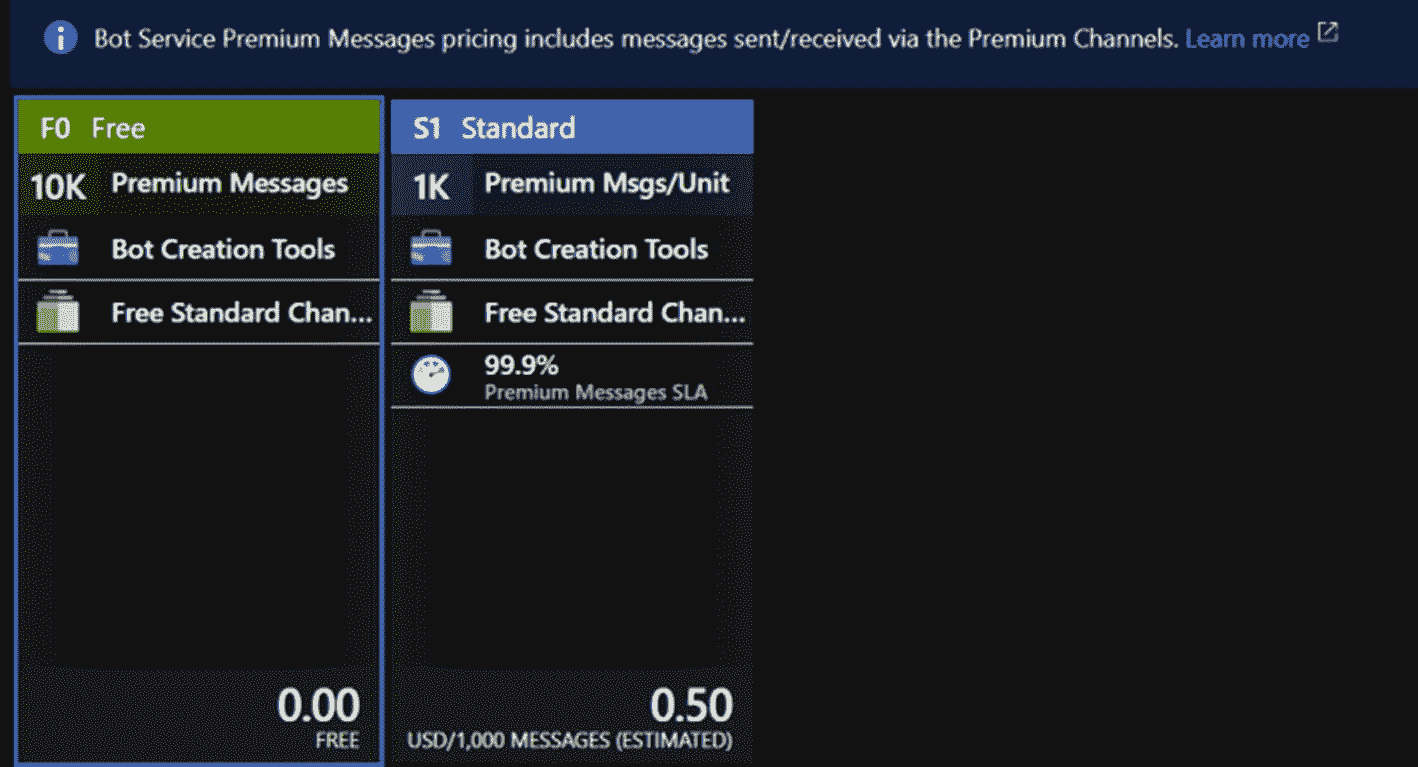 Bot Service Premium Messages pricing includes messages sent/received via the Premium Channels. Learn more
F0 Free
10K Premium Messages
Bot Creation Tools
Free Standard Chan...
0.00
FREE
S1 Standard
1K Premium Msgs/Unit
Bot Creation Tools
Free Standard Chan...
99.9%
Premium Messages SLA
0.50
USD/1,000 MESSAGES (ESTIMATED)